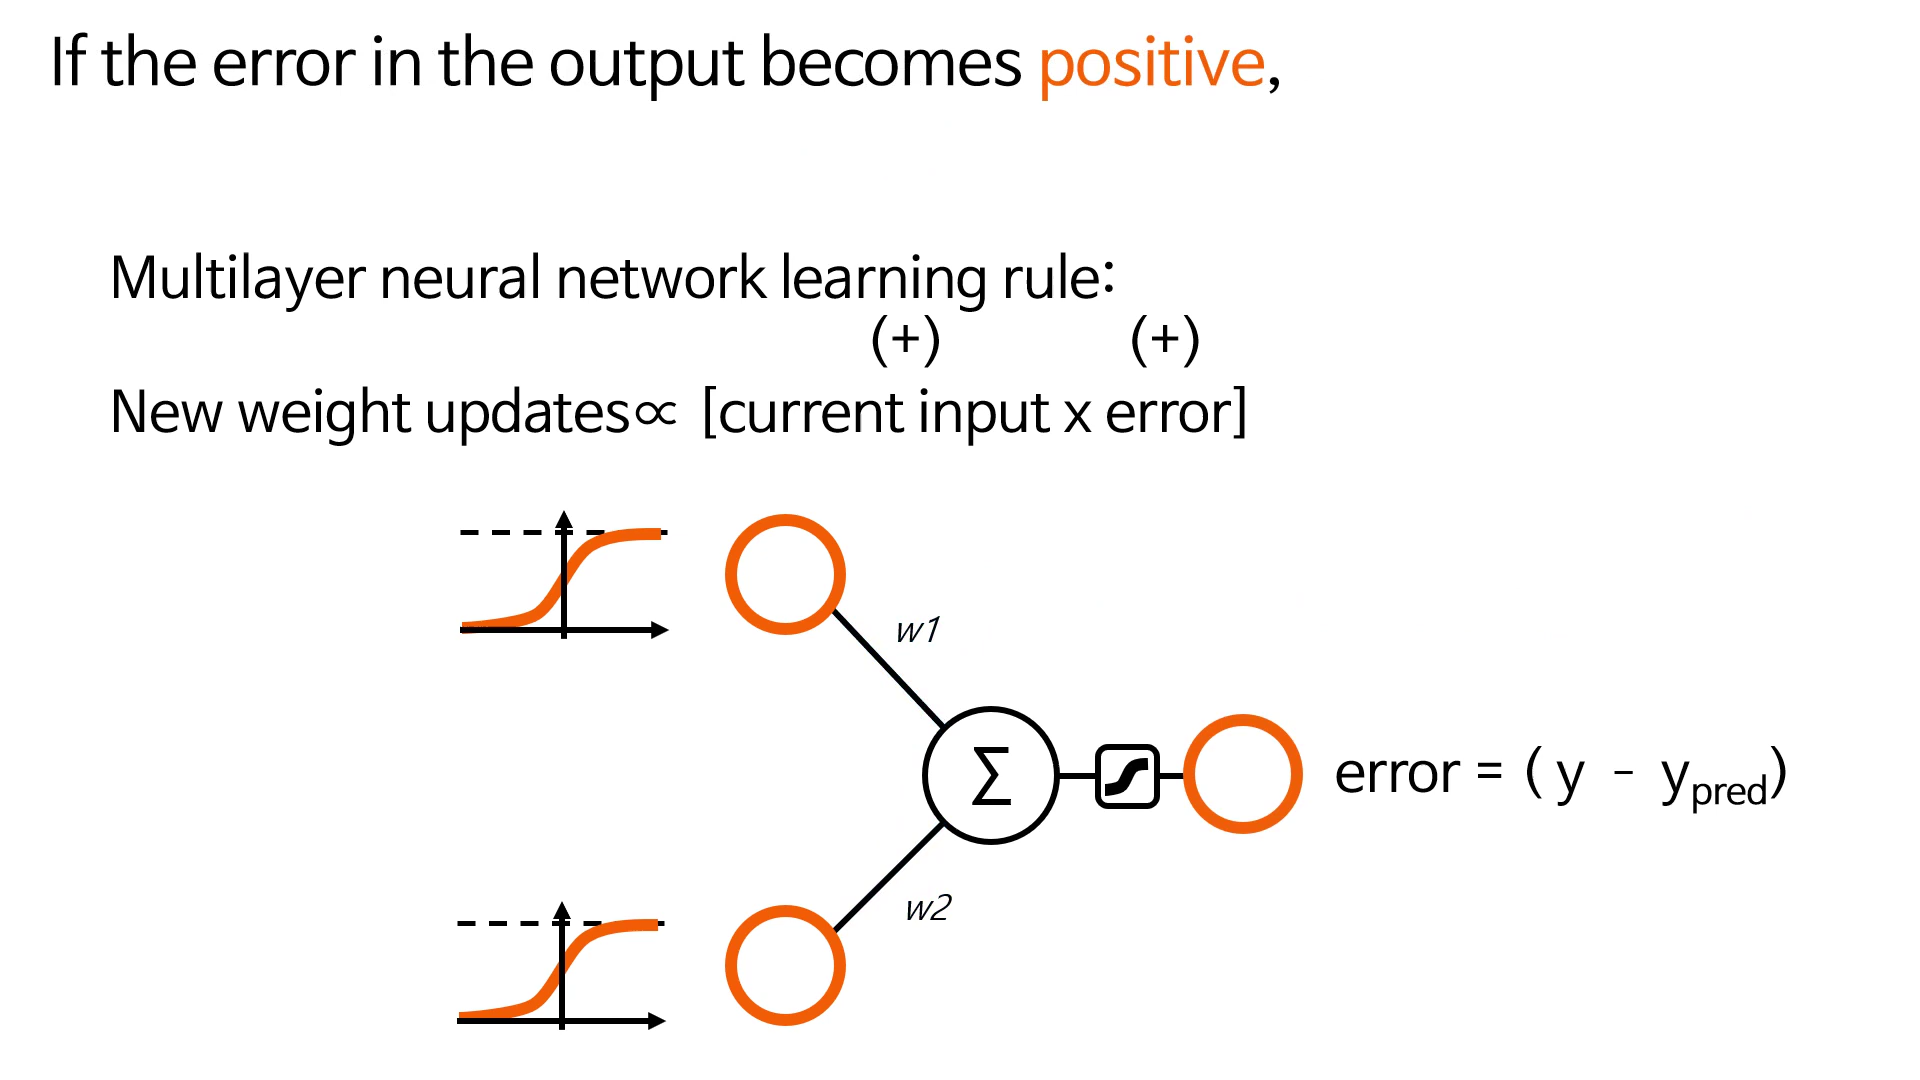 If the error in the output becomes positive,
Multilayer neural network learning rule:
(+) (+)
New weight updates∝ [current input x error]
w1
Σ
error = ( y - ypred)
w2